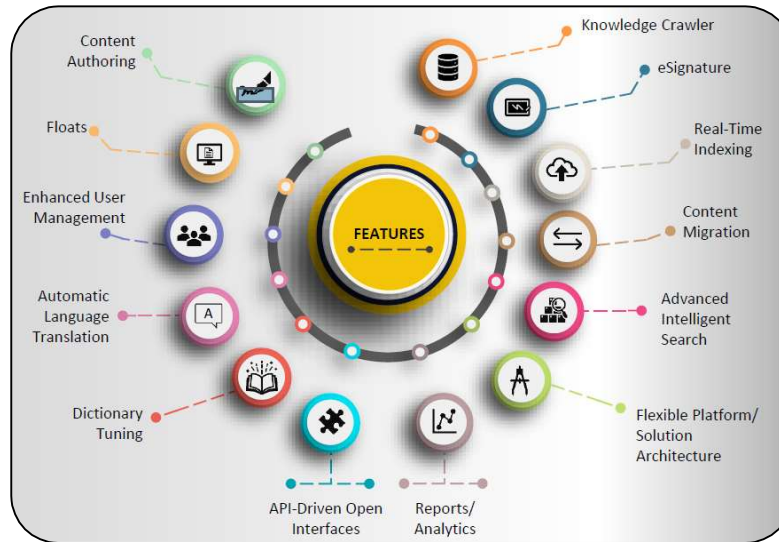 Knowledge Crawler
eSignature
Real-Time
Indexing
Content
Migration
Advanced
Intelligent
Search
Flexible Platform/
Solution
Architecture
Reports/
Analytics
API-Driven Open
Interfaces
Dictionary
Tuning
Automatic
Language
Translation
A
Enhanced User
Management
Floats
Content
Authoring
FEATURES